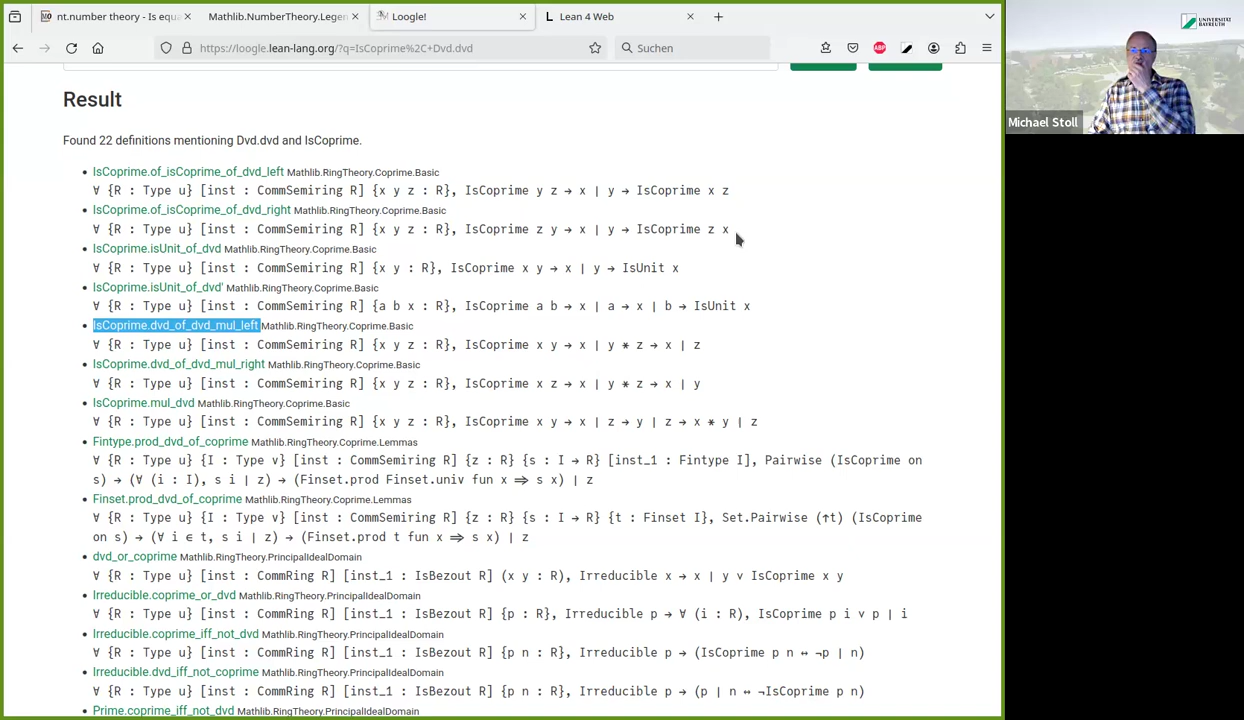 nt.number theory - Is equa
Mathlib.NumberTheory.Legen
Loogle!
Lean 4 Web
https://loogle.lean-lang.org/?q=IsCoprime%2C+Dvd.dvd
Suchen
ABP
UNIVERSITÄT
BAYREUTH
Michael Stoll
Result
Found 22 definitions mentioning Dvd.dvd and IsCoprime.
• IsCoprime.of_isCoprime_of_dvd_left Mathlib.RingTheory.Coprime.Basic
∀ {R : Type u} [inst : CommSemiring R] {x y z : R}, IsCoprime y z → x ∣ y → IsCoprime x z
• IsCoprime.of_isCoprime_of_dvd_right Mathlib.RingTheory.Coprime.Basic
∀ {R : Type u} [inst : CommSemiring R] {x y z : R}, IsCoprime z y → x ∣ y → IsCoprime z x
• IsCoprime.isUnit_of_dvd Mathlib.RingTheory.Coprime.Basic
∀ {R : Type u} [inst : CommSemiring R] {x y : R}, IsCoprime x y → x ∣ y → IsUnit x
• IsCoprime.isUnit_of_dvd' Mathlib.RingTheory.Coprime.Basic
∀ {R : Type u} [inst : CommSemiring R] {a b x : R}, IsCoprime a b → x ∣ a → x ∣ b → IsUnit x
• IsCoprime.dvd_of_dvd_mul_left Mathlib.RingTheory.Coprime.Basic
∀ {R : Type u} [inst : CommSemiring R] {x y z : R}, IsCoprime x y → x ∣ y * z → x ∣ z
• IsCoprime.dvd_of_dvd_mul_right Mathlib.RingTheory.Coprime.Basic
∀ {R : Type u} [inst : CommSemiring R] {x y z : R}, IsCoprime x z → x ∣ y * z → x ∣ y
• IsCoprime.mul_dvd Mathlib.RingTheory.Coprime.Basic
∀ {R : Type u} [inst : CommSemiring R] {x y z : R}, IsCoprime x y → x ∣ z → y ∣ z → x * y ∣ z
• Fintype.prod_dvd_of_coprime Mathlib.RingTheory.Coprime.Lemmas
∀ {R : Type u} {I : Type v} [inst : CommSemiring R] {z : R} {s : I → R} [inst_1 : Fintype I], Pairwise (IsCoprime on
s) → (∀ (i : I), s i ∣ z) → (Finset.prod Finset.univ fun x ⇒ s x) ∣ z
• Finset.prod_dvd_of_coprime Mathlib.RingTheory.Coprime.Lemmas
∀ {R : Type u} {I : Type v} [inst : CommSemiring R] {z : R} {s : I → R} {t : Finset I}, Set.Pairwise (↑t) (IsCoprime
on s) → (∀ i ∈ t, s i ∣ z) → (Finset.prod t fun x ⇒ s x) ∣ z
• dvd_or_coprime Mathlib.RingTheory.PrincipalIdealDomain
∀ {R : Type u} [inst : CommRing R] [inst_1 : IsBezout R] (x y : R), Irreducible x → x ∣ y ∨ IsCoprime x y
• Irreducible.coprime_or_dvd Mathlib.RingTheory.PrincipalIdealDomain
∀ {R : Type u} [inst : CommRing R] [inst_1 : IsBezout R] {p : R}, Irreducible p → ∀ (i : R), IsCoprime p i ∨ p ∣ i
• Irreducible.coprime_iff_not_dvd Mathlib.RingTheory.PrincipalIdealDomain
∀ {R : Type u} [inst : CommRing R] [inst_1 : IsBezout R] {p n : R}, Irreducible p → (IsCoprime p n ↔ ¬p ∣ n)
• Irreducible.dvd_iff_not_coprime Mathlib.RingTheory.PrincipalIdealDomain
∀ {R : Type u} [inst : CommRing R] [inst_1 : IsBezout R] {p n : R}, Irreducible p → (p ∣ n ↔ ¬IsCoprime p n)
• Prime.coprime_iff_not_dvd Mathlib.RingTheory.PrincipalIdealDomain